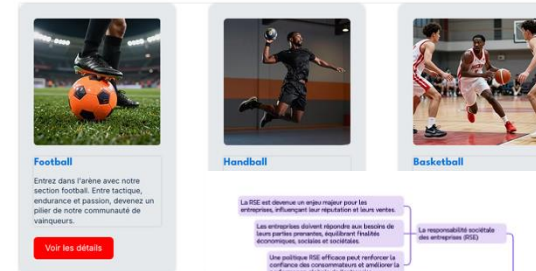 Football
Entrez dans l'arène avec notre
section football. Entre tactique,
endurance et passion, devenez un
pilier de notre communauté de
vainqueurs.
Voir les détails
Handball
Basketball
La RSE est devenue un enjeu majeur pour les
entreprises, influençant leur réputation et leurs ventes.
Les entreprises doivent répondre aux besoins de
leurs parties prenantes, équilibrant finalités
économiques, sociales et sociétales.
Une politique RSE efficace peut renforcer la
confiance des consommateurs et améliorer la
La responsabilité sociétale
des entreprises (RSE)